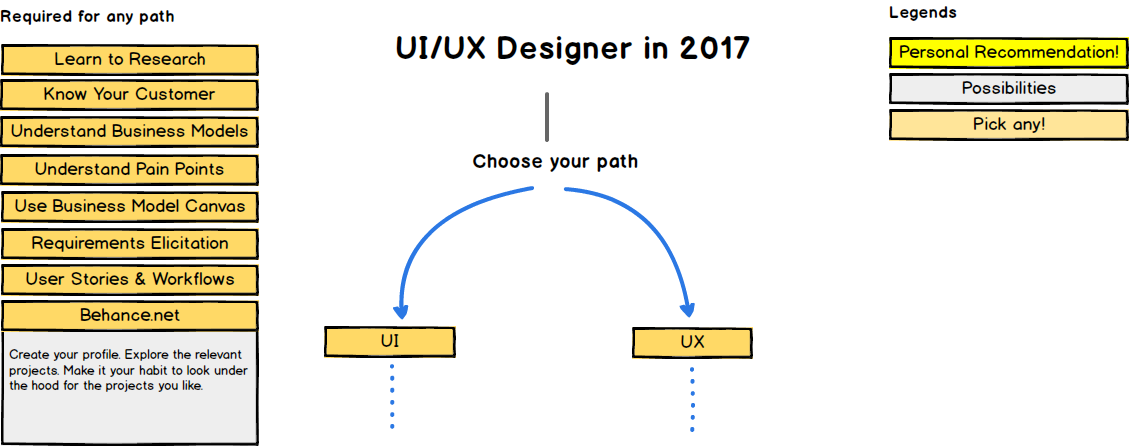 Required for any path
Learn to Research
Know Your Customer
Understand Business Models
Understand Pain Points
Use Business Model Canvas
Requirements Elicitation
User Stories & Workflows
Behance.net
Create your profile. Explore the relevant
projects. Make it your habit to look under
the hood for the projects you like.
UI/UX Designer in 2017
Choose your path
UI
UX
Legends
Personal Recommendation!
Possibilities
Pick any!